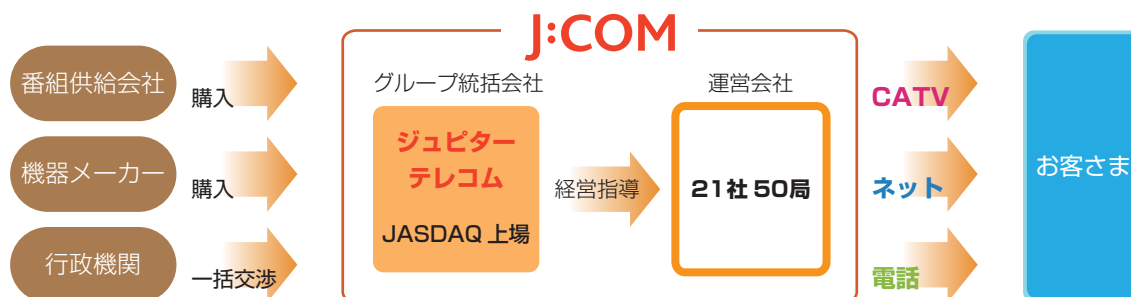 J:COM
番組供給会社
購入
機器メーカー
購入
行政機関
一括交渉
グループ統括会社
ジュピター
テレコム
JASDAQ 上場
経営指導
運営会社
21社 50局
CATV
ネット
電話
お客さま